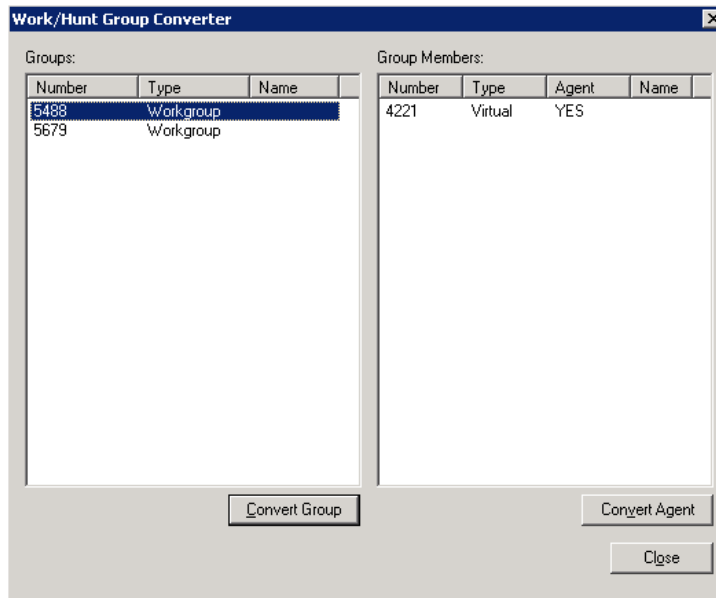 Work/Hunt Group Converter
Groups:
Number Type Name
5488 Workgroup
5679 Workgroup
Convert Group
Group Members:
Number Type Agent Name
4221 Virtual YES
Convert Agent
Close